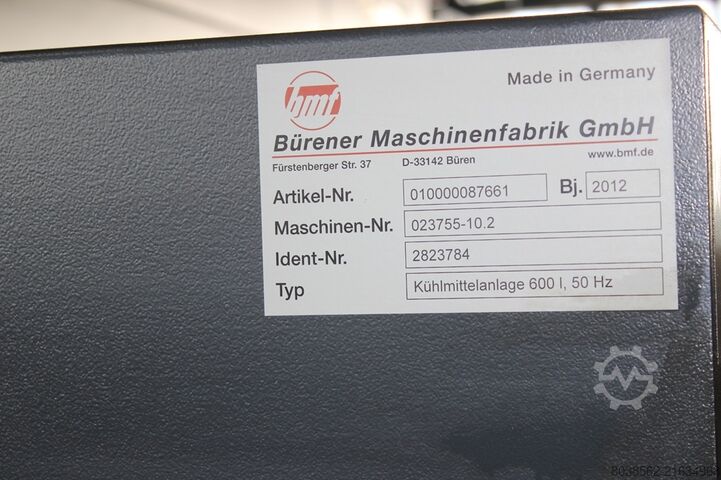 Made in Germany
bmf
Bürener Maschinenfabrik GmbH
Fürstenberger Str. 37 D-33142 Büren www.bmf.de
Artikel-Nr. 010000087661 Bj. 2012
Maschinen-Nr. 023755-10.2
Ident-Nr. 2823784
Typ Kühlmittelanlage 600 l, 50 Hz